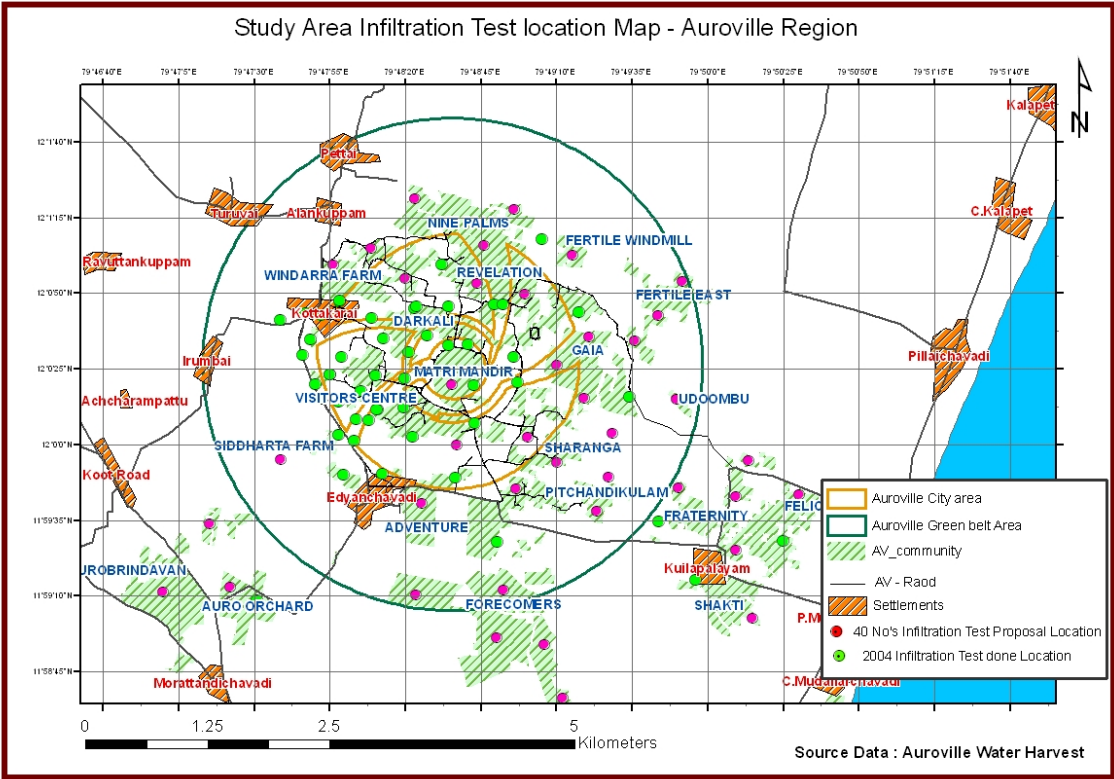 Study Area Infiltration Test location Map - Auroville Region
79°46'40"E 79°47'5"E 79°47'30"E 79°47'55"E 79°48'20"E 79°48'45"E 79°49'10"E 79°49'35"E 79°50'0"E 79°50'25"E 79°50'50"E 79°51'15"E 79°51'40"E
Kalapet
N
12°1'40"N
Pettai
12°1'15"N
Turuvai
Alankuppam
C.Kalapet
NINE PALMS
FERTILE WINDMILL
Ravuttankuppam
WINDARRA FARM
REVELATION
12°0'50"N
FERTILE EAST
Kottakarai
DARKALI
GAIA
Irumbai
Pillaichavadi
12°0'25"N
MATRI MANDIR
Achcharampattu
VISITORS CENTRE
UDOOMBU
12°0'0"N
SIDDHARTA FARM
SHARANGA
Koot Road
Edyanchavadi
PITCHANDIKULAM
FELIC
11°59'35"N
ADVENTURE
FRATERNITY
UROBRINDAVAN
Kuilapalayam
11°59'10"N
AURO ORCHARD
FORECOMERS
SHAKTI
P.M
11°58'45"N
Morattandichavadi
C.Mudaliarchavadi
Auroville City area
Auroville Green belt Area
AV_community
AV - Raod
Settlements
40 No's Infiltration Test Proposal Location
2004 Infiltration Test done Location
0 1.25 2.5 5
Kilometers
Source Data : Auroville Water Harvest